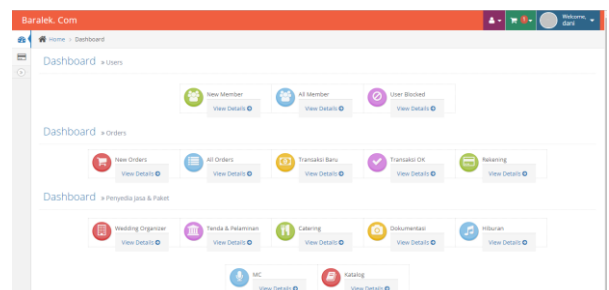 Baralek. Com
1
Welcome,
dani
Home Dashboard
Dashboard » Users
New Member
View Details
All Member
View Details
User Blocked
View Details
Dashboard » Orders
New Orders
View Details
All Orders
View Details
Transaksi Baru
View Details
Transaksi OK
View Details
Rekening
View Details
Dashboard » Penyedia Jasa & Paket
Wedding Organizer
View Details
Tenda & Pelaminan
View Details
Catering
View Details
Dokumentasi
View Details
Hiburan
View Details
MC
View Details
Katalog
View Details